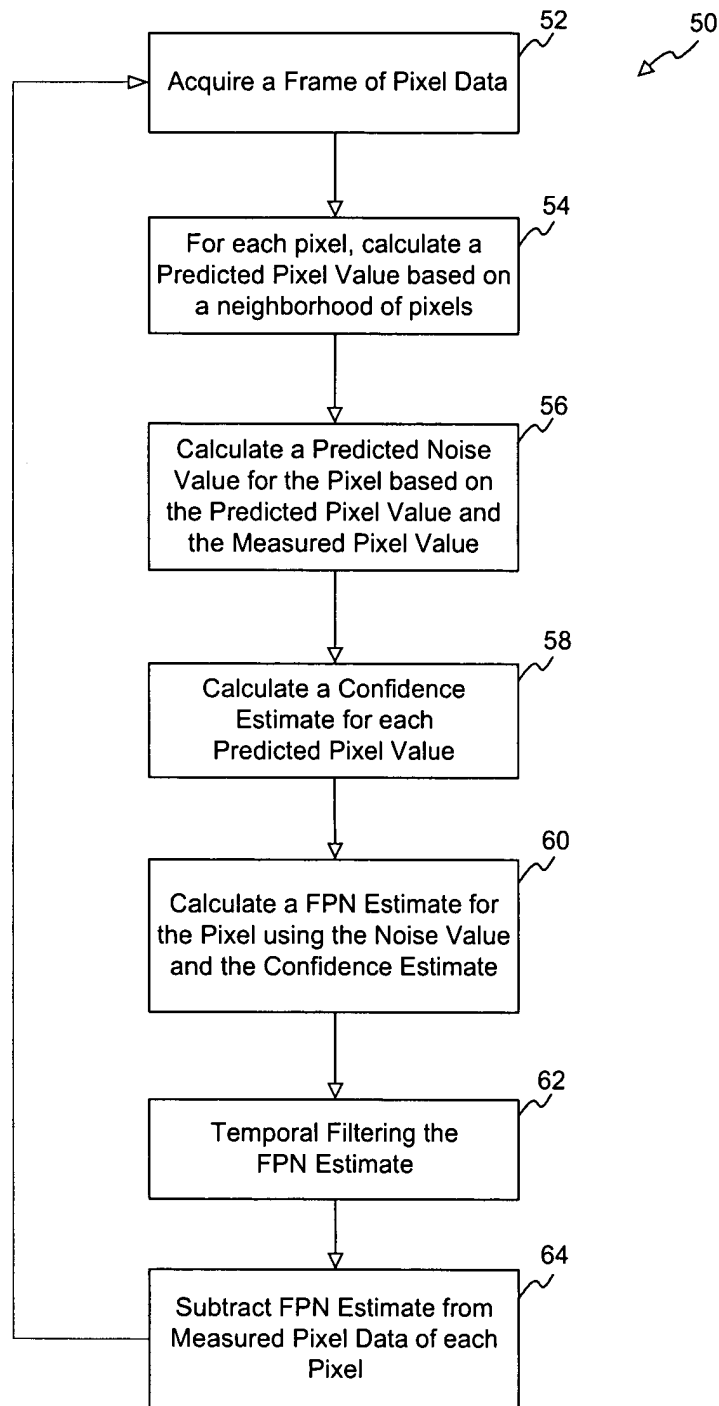 50
52
Acquire a Frame of Pixel Data
54
For each pixel, calculate a
Predicted Pixel Value based on
a neighborhood of pixels
56
Calculate a Predicted Noise
Value for the Pixel based on
the Predicted Pixel Value and
the Measured Pixel Value
58
Calculate a Confidence
Estimate for each
Predicted Pixel Value
60
Calculate a FPN Estimate for
the Pixel using the Noise Value
and the Confidence Estimate
62
Temporal Filtering the
FPN Estimate
64
Subtract FPN Estimate from
Measured Pixel Data of each
Pixel